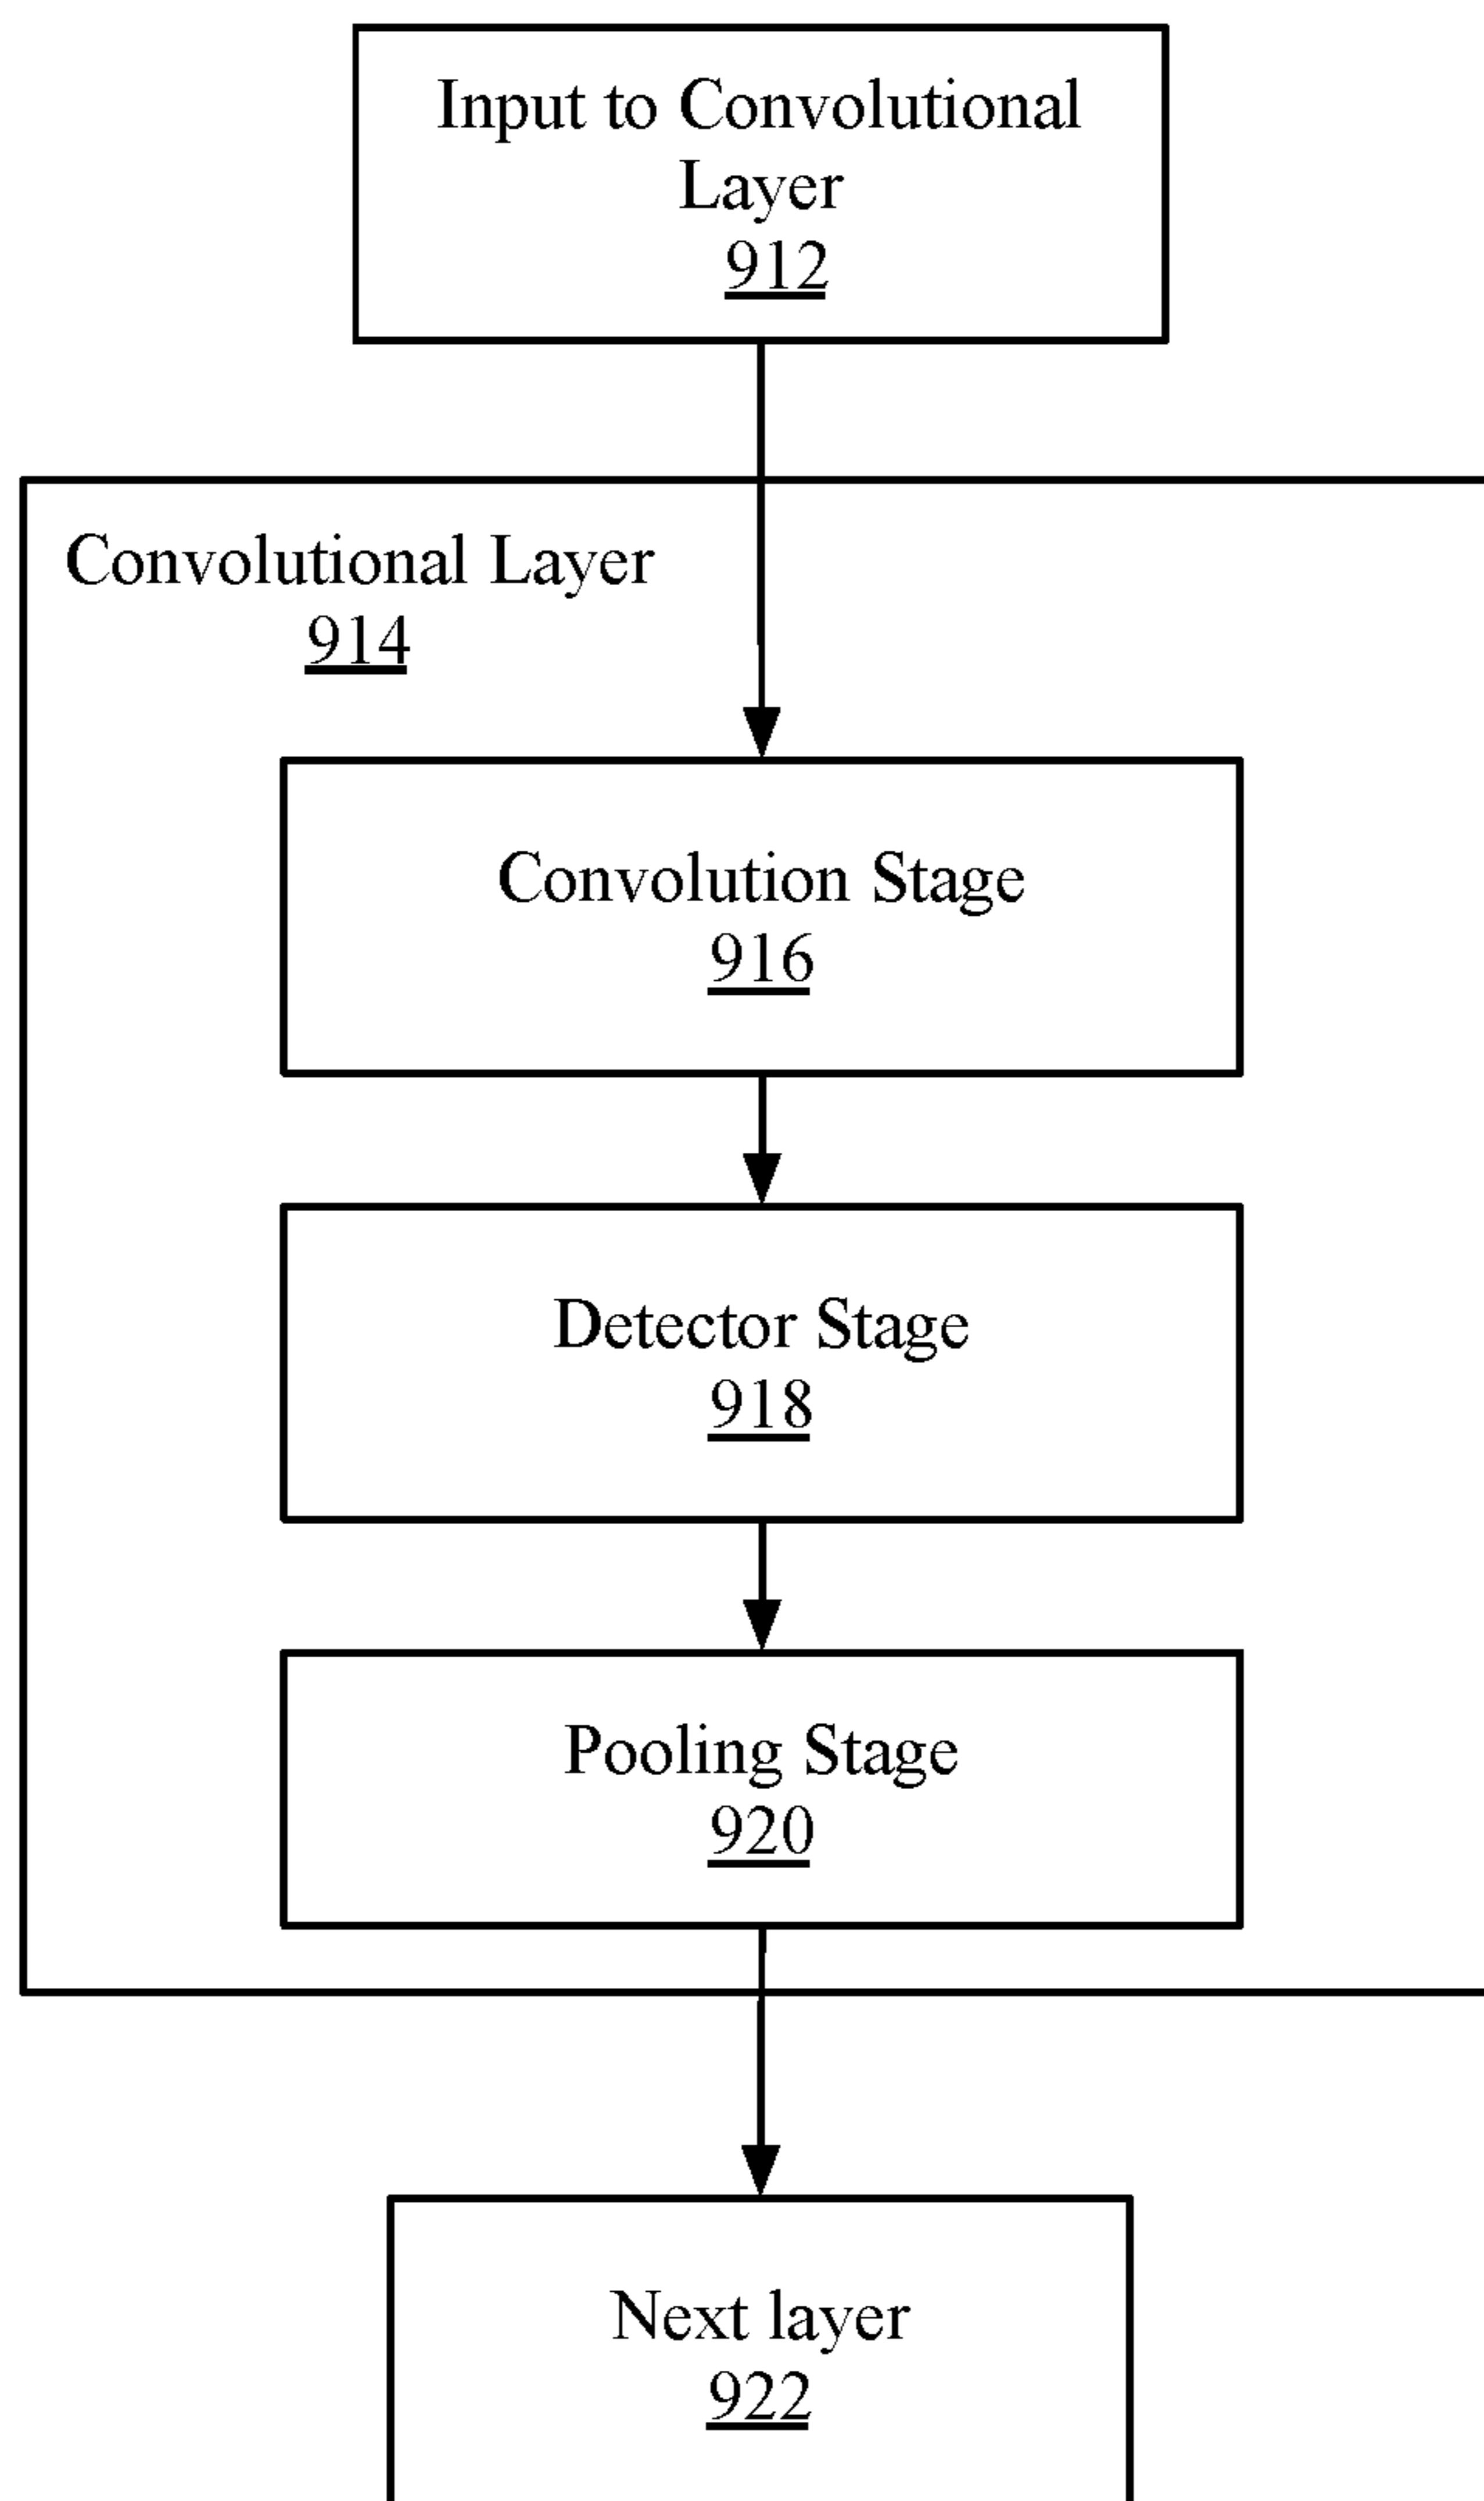 Input to Convolutional
Layer
912
Convolutional Layer
914
Convolution Stage
916
Detector Stage
918
Pooling Stage
920
Next layer
922